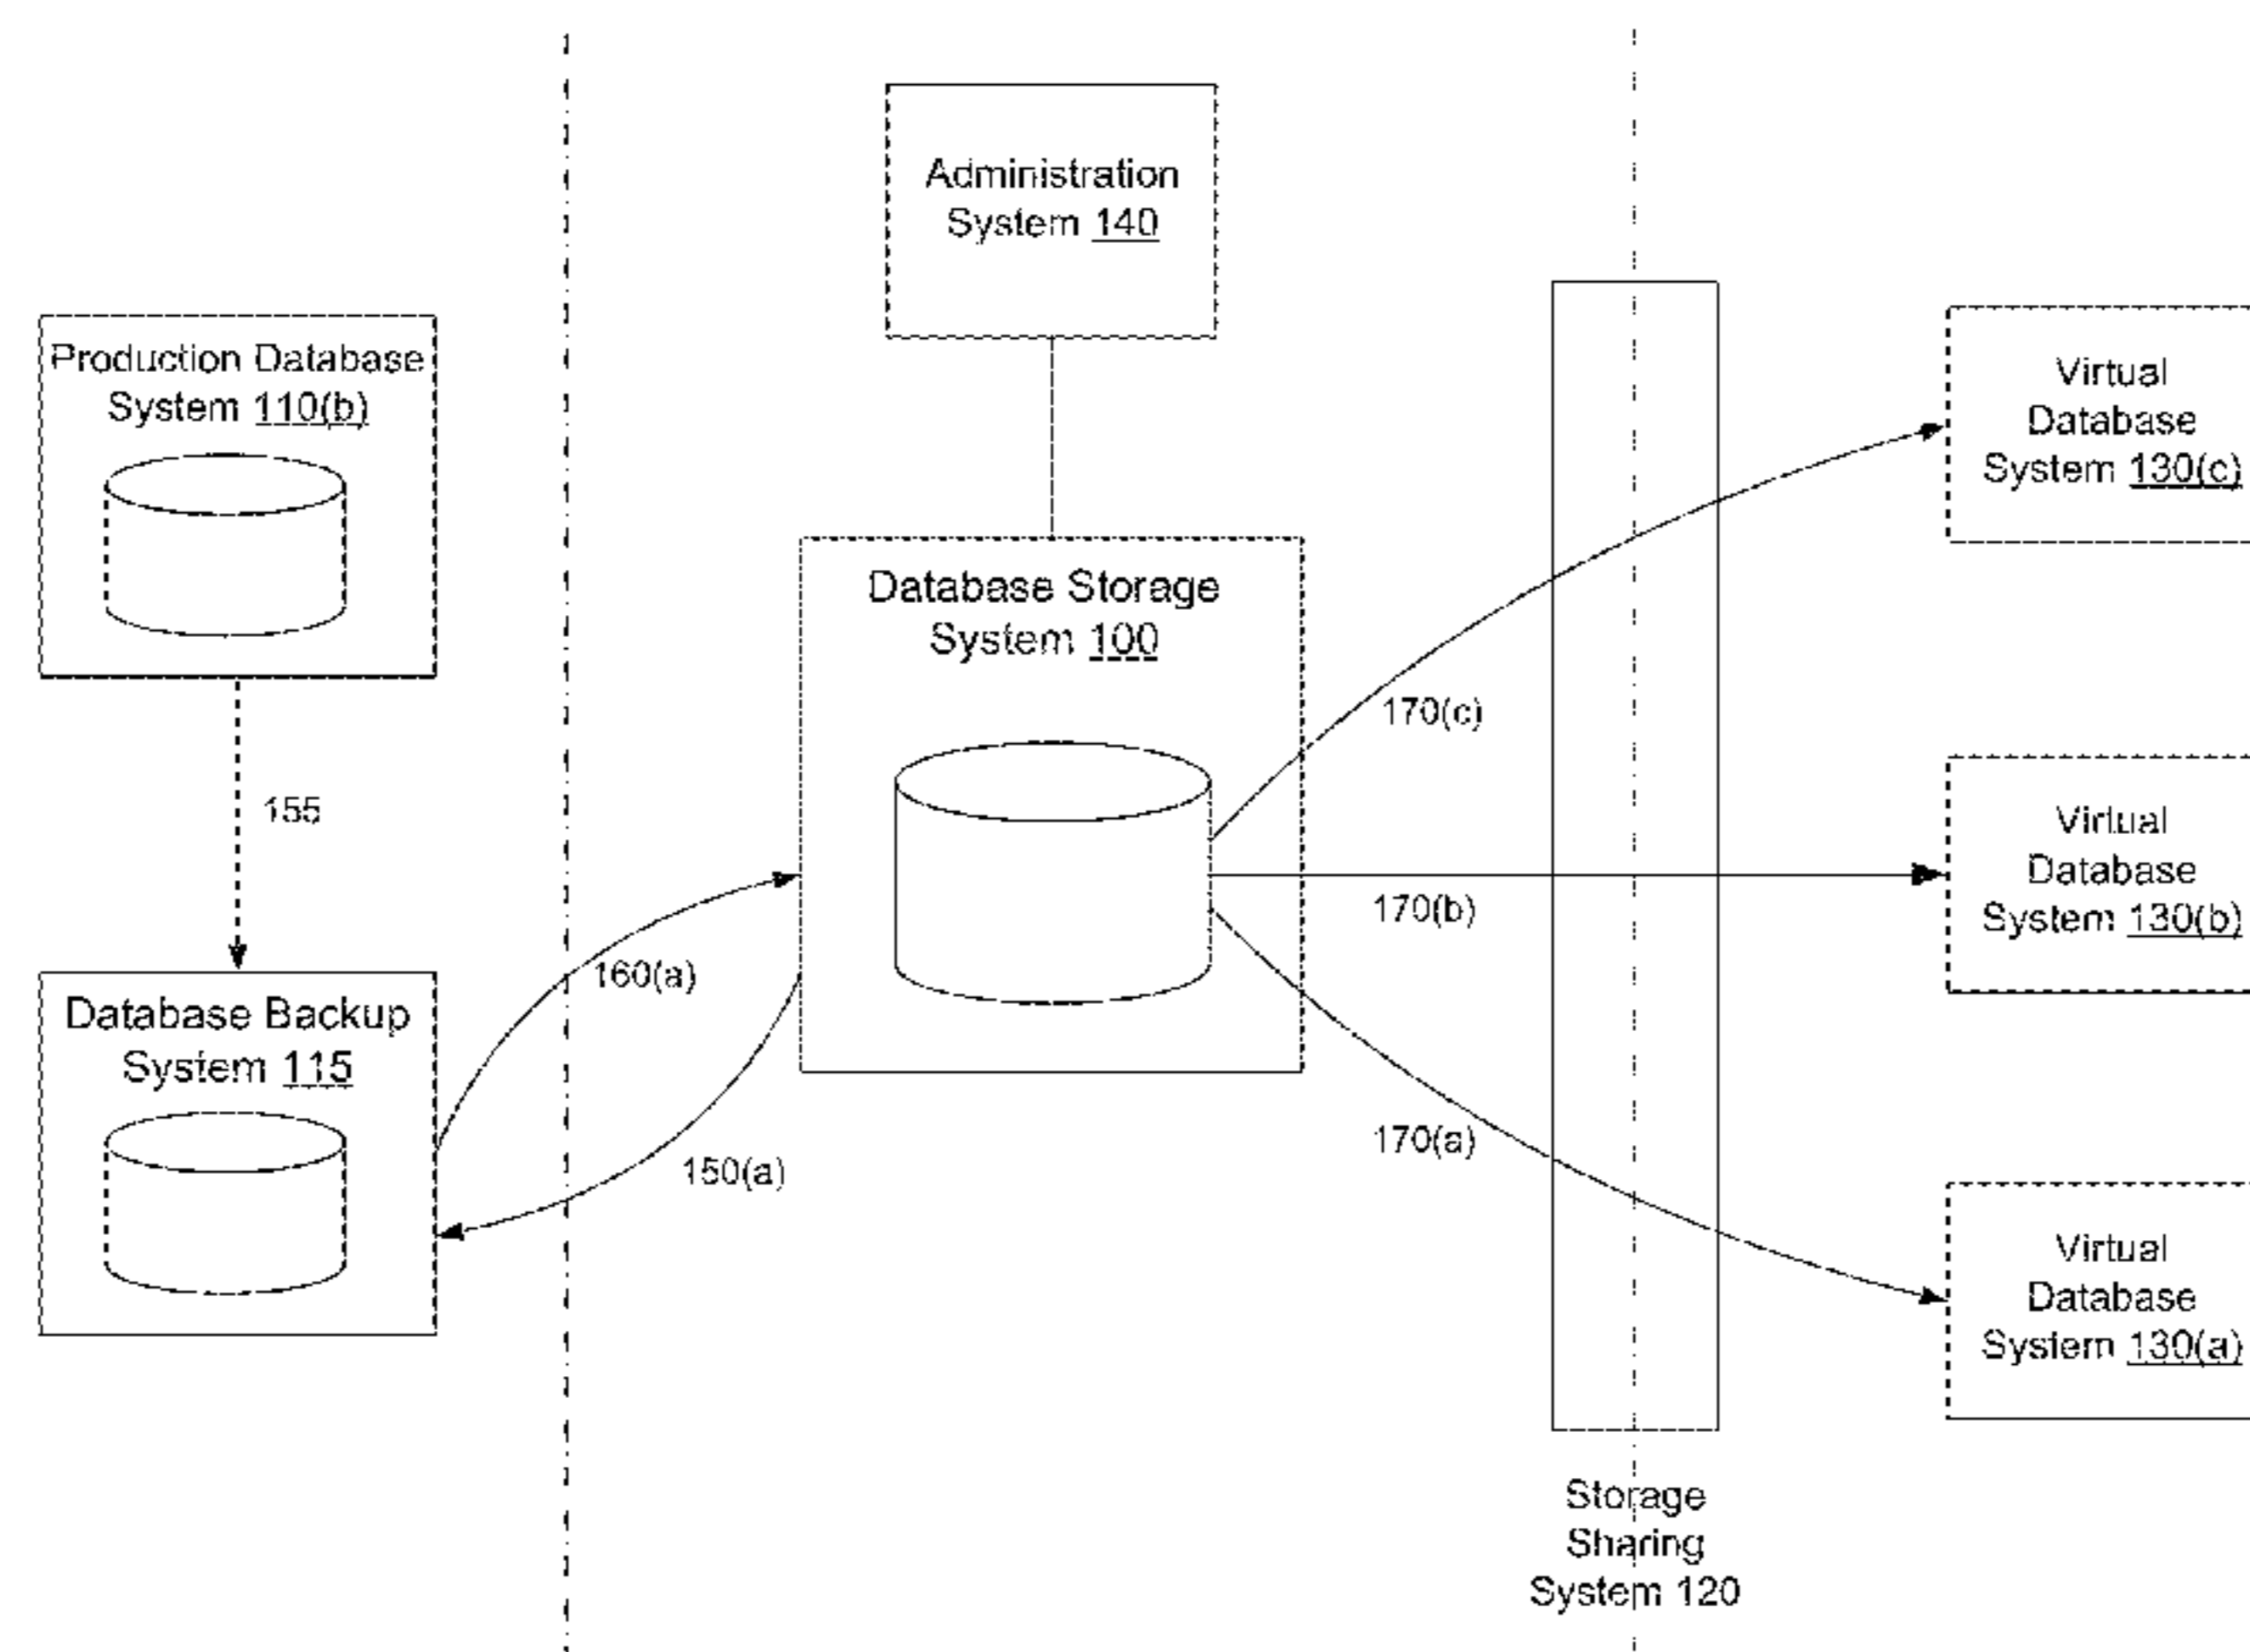 Administration
System 140
Production Database
System 110(b)
Virtual
Database
System 130(c)
Database Storage
System 100
170(c)
155
Virtual
Database
System 130(b)
170(b)
160(a)
Database Backup
System 115
170(a)
150(a)
Virtual
Database
System 130(a)
Storage
Sharing
System 120